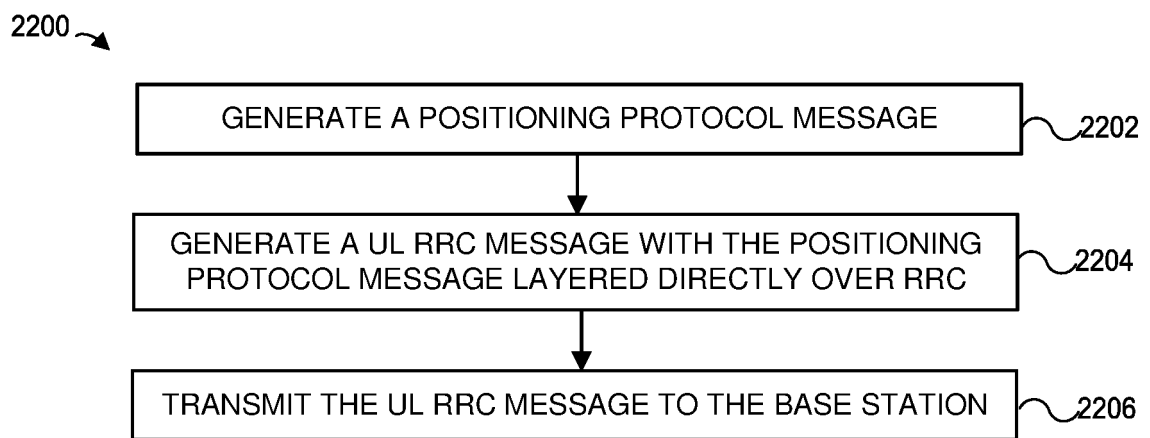 2200
GENERATE A POSITIONING PROTOCOL MESSAGE
2202
GENERATE A UL RRC MESSAGE WITH THE POSITIONING
PROTOCOL MESSAGE LAYERED DIRECTLY OVER RRC
2204
TRANSMIT THE UL RRC MESSAGE TO THE BASE STATION
2206